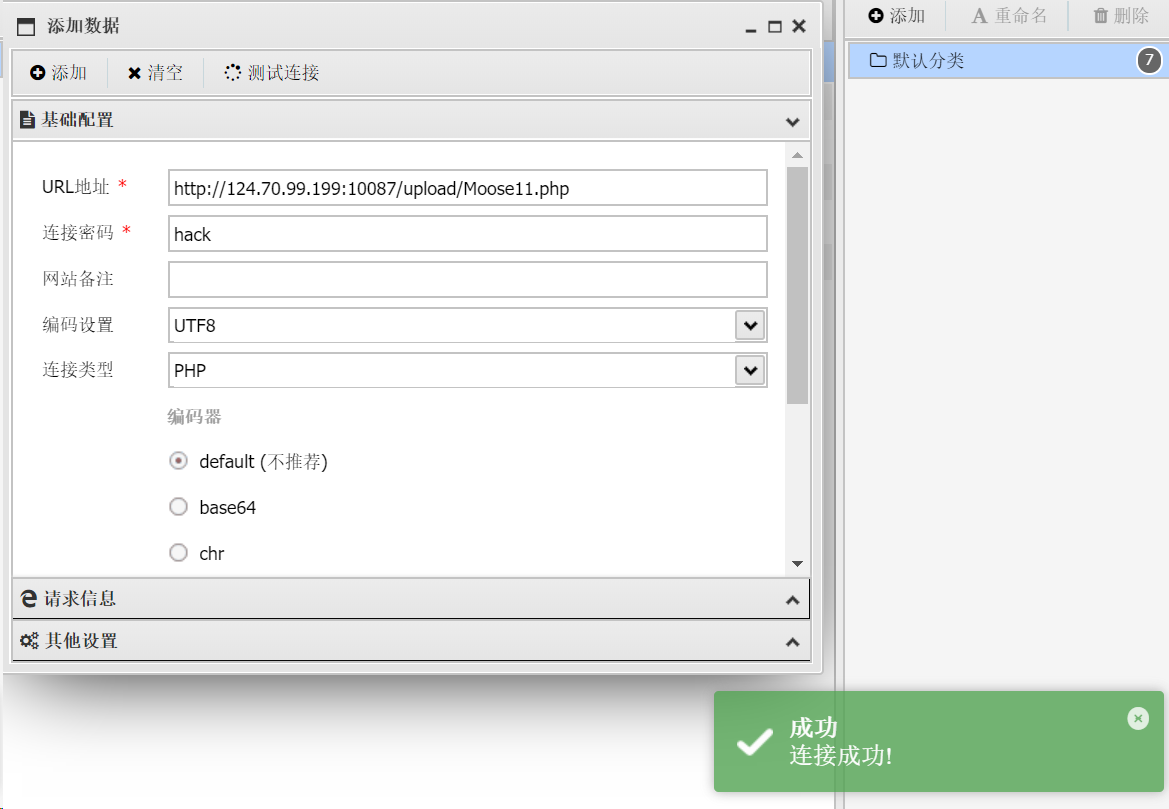 添加数据
添加 清空 测试连接
基础配置
URL地址 * http://124.70.99.199:10087/upload/Moose11.php
连接密码 * hack
网站备注
编码设置 UTF8
连接类型 PHP
编码器
default (不推荐)
base64
chr
请求信息
其他设置
添加 重命名 删除
默认分类 7
成功
连接成功!